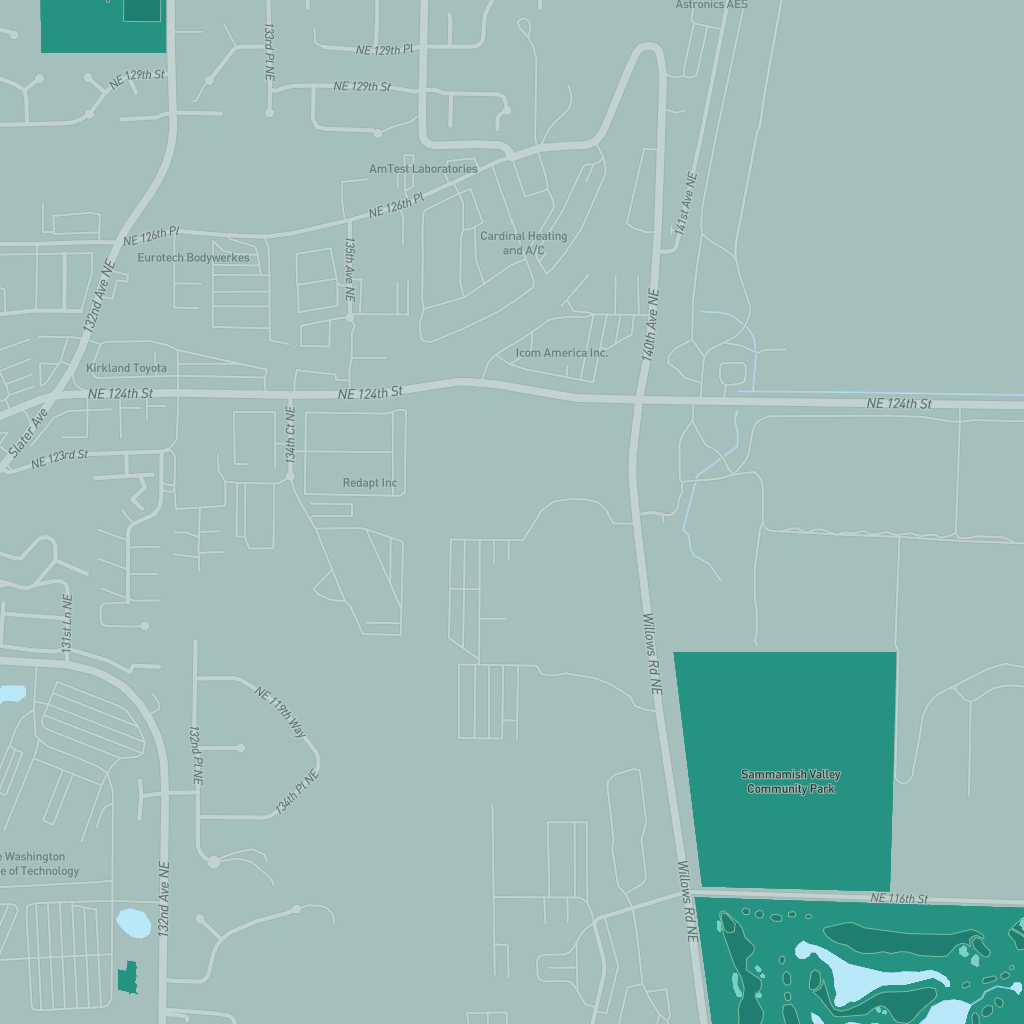 Astronics AES
133rd Pl NE
NE 129th Pl
NE 129th St
NE 129th St
AmTest Laboratories
141st Ave NE
NE 126th Pl
NE 126th Pl
Cardinal Heating
and A/C
Eurotech Bodywerkes
135th Ave NE
132nd Ave NE
140th Ave NE
Icom America Inc.
Kirkland Toyota
NE 124th St
NE 124th St
NE 124th St
Slater Ave
134th Ct NE
NE 123rd St
Redapt Inc
131st Ln NE
Willows Rd NE
NE 119th Way
132nd Pl NE
134th Pl NE
Sammamish Valley
Community Park
e Washington
e of Technology
132nd Ave NE
Willows Rd NE
NE 116th St